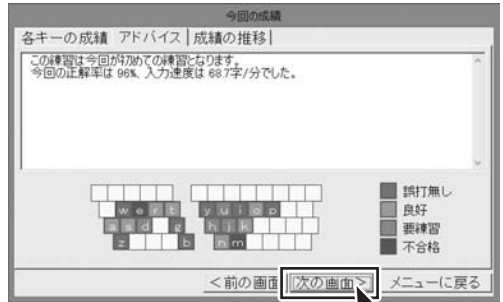 今回の成績
各キーの成績 アドバイス 成績の推移
この練習は今回が初めての練習となります。
今回の正解率は 96%、入力速度は 68.7字/分でした。
w e r t y u i o p
a s d g h j k
z b n m
誤打無し
良好
要練習
不合格
<前の画面 次の画面> メニューに戻る